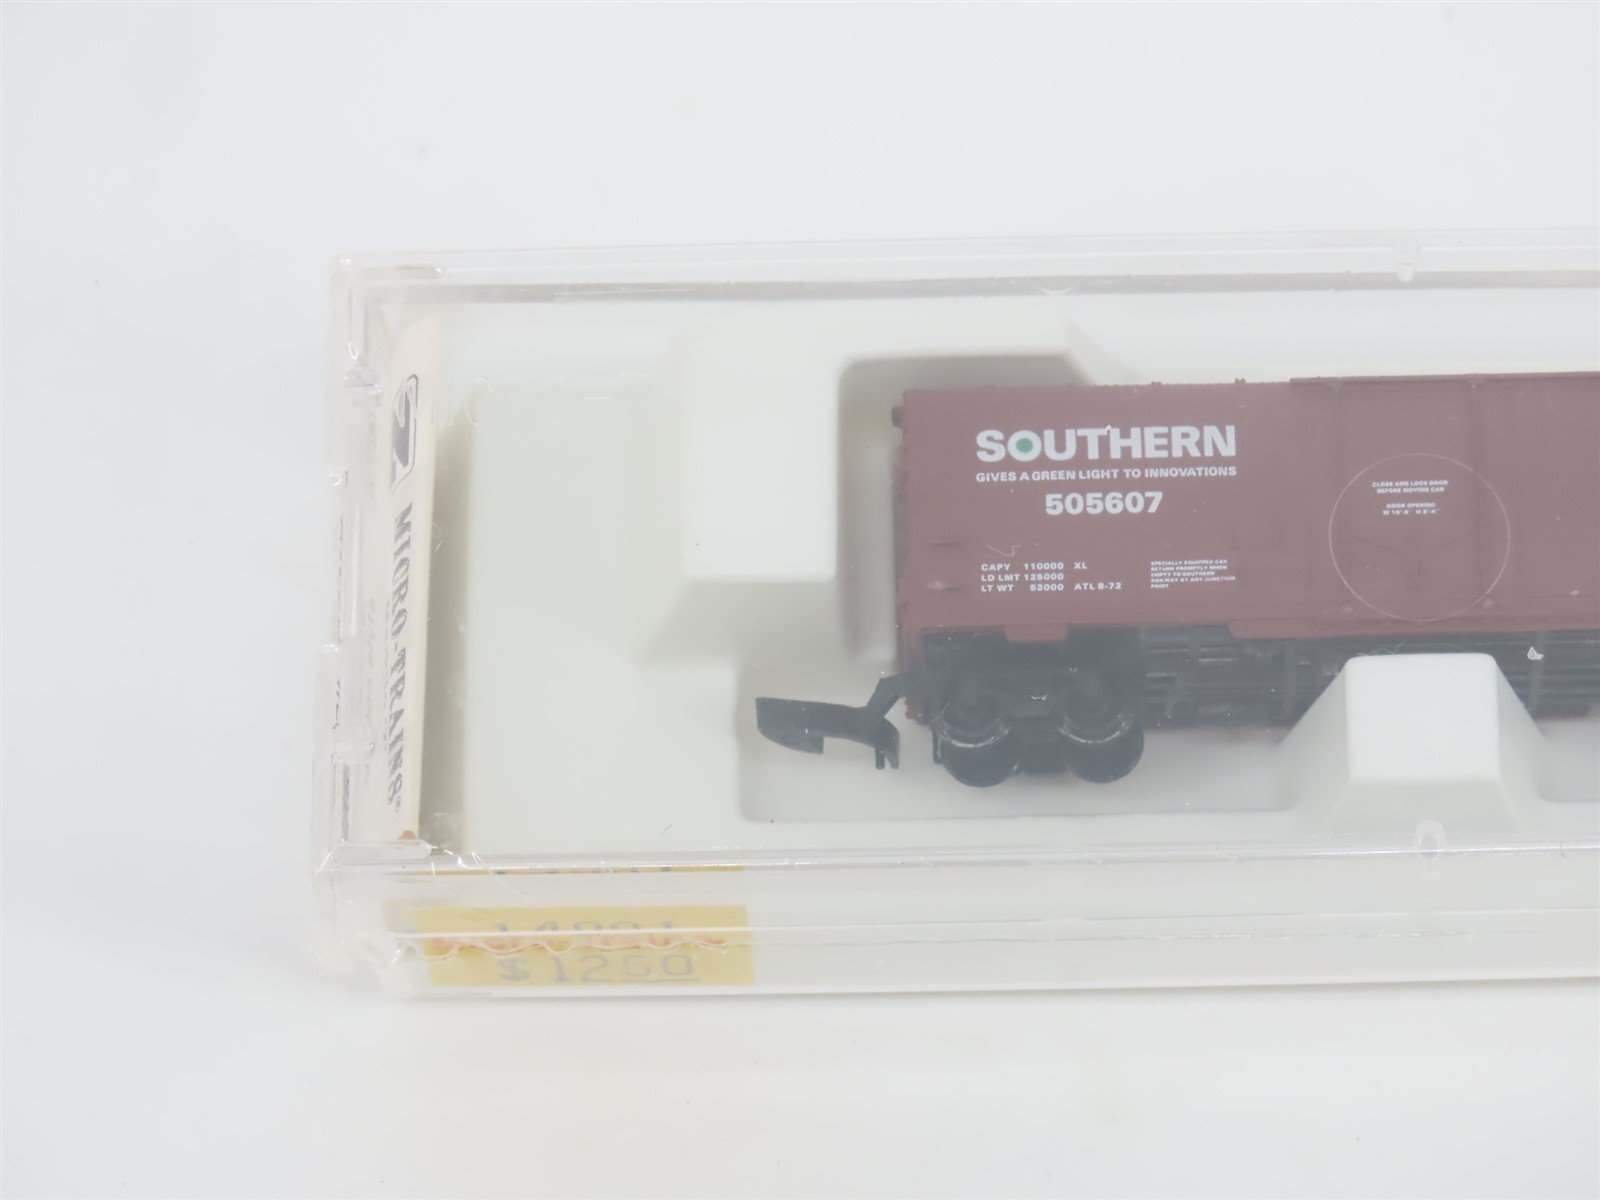 SOUTHERN
GIVES A GREEN LIGHT TO INNOVATIONS
505607
CAPY 110000 XL
LD LMT 126000
LT WT 52000 ATL 8-72
SPECIALLY EQUIPPED CAR
RETURN PROMPTLY WHEN
EMPTY TO SOUTHERN
RAILWAY AT ANY JUNCTION
POINT
CLOSE AND LOCK DOOR
BEFORE MOVING CAR
DOOR OPENING
Z MICRO-TRAINS®
$1250